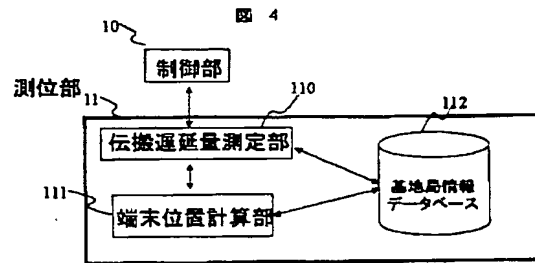 図 4
10
制御部
測位部
11
110
112
伝搬遅延量測定部
基地局情報
データベース
111
端末位置計算部